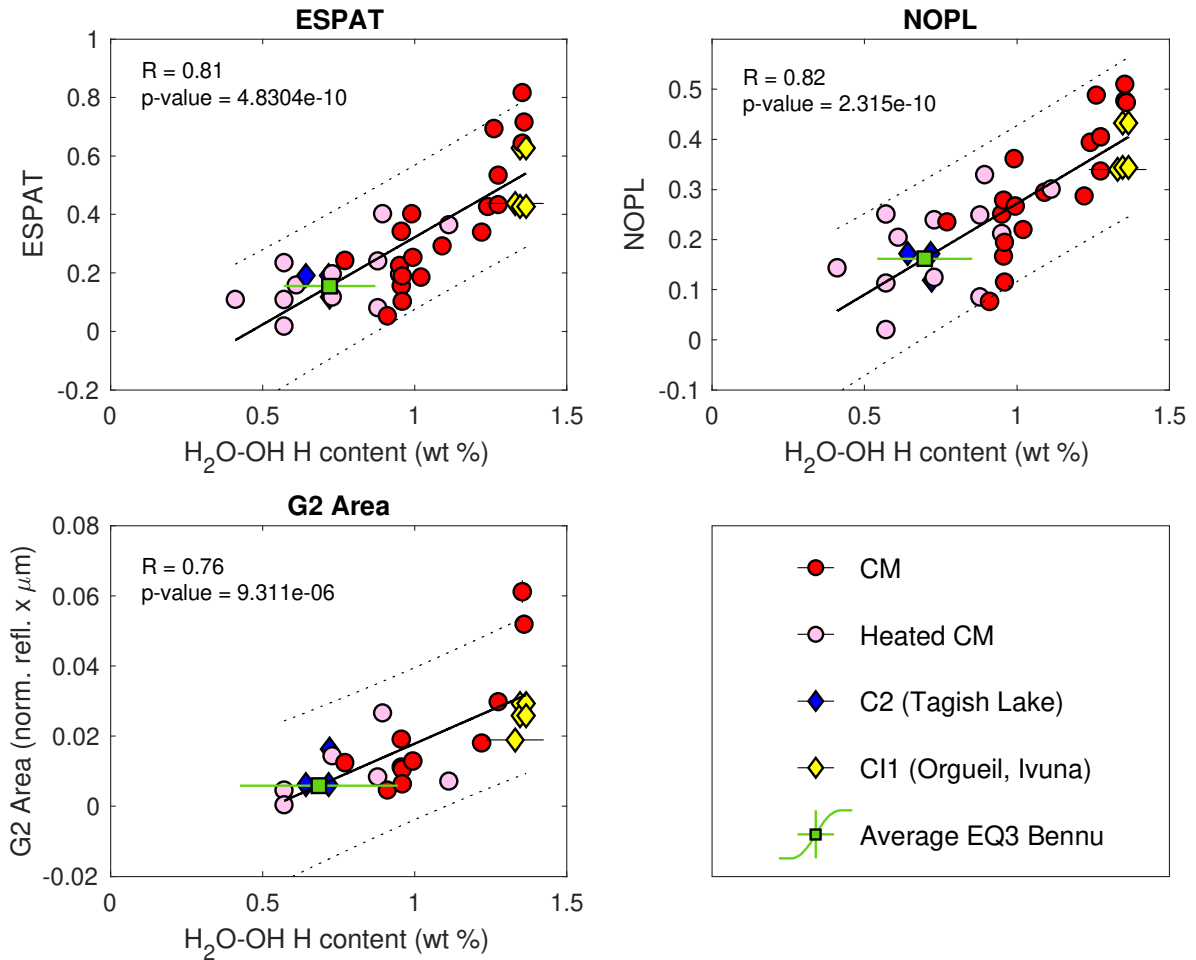 ESPAT
R = 0.81
p-value = 4.8304e-10
ESPAT
1
0.8
0.6
0.4
0.2
0
-0.2
0
0.5
1
1.5
H2O-OH H content (wt %)
NOPL
R = 0.82
p-value = 2.315e-10
NOPL
0.5
0.4
0.3
0.2
0.1
0
-0.1
0
0.5
1
1.5
H2O-OH H content (wt %)
G2 Area
R = 0.76
p-value = 9.311e-06
G2 Area (norm. refl. x μm)
0.08
0.06
0.04
0.02
0
-0.02
0
0.5
1
1.5
H2O-OH H content (wt %)
CM
Heated CM
C2 (Tagish Lake)
CI1 (Orgueil, Ivuna)
Average EQ3 Bennu